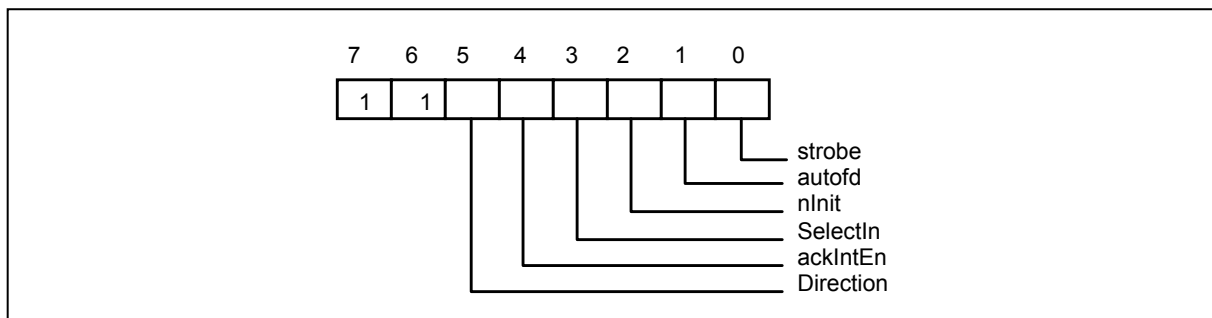 7 6 5 4 3 2 1 0
1 1
strobe
autofd
nInit
SelectIn
ackIntEn
Direction